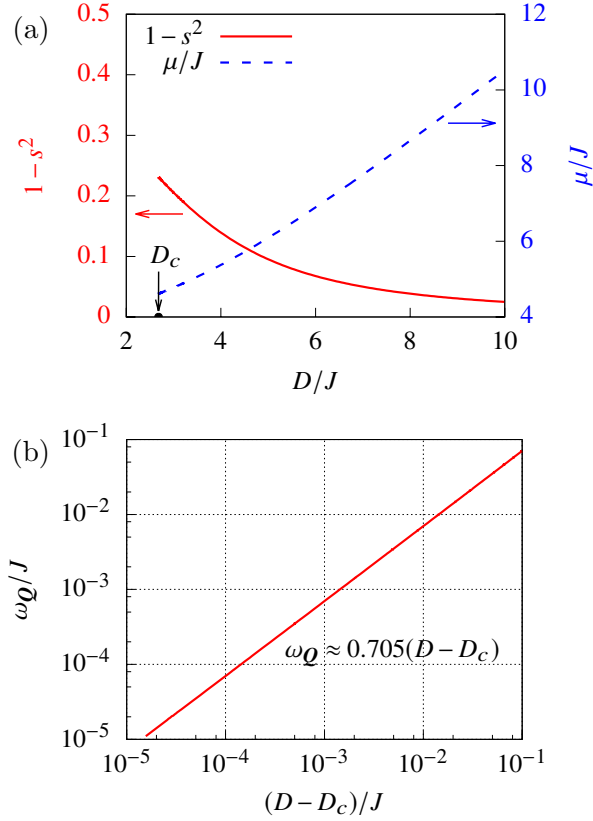 (a)
0.5
0.4
0.3
0.2
0.1
0
1 − s²
12
10
8
6
4
μ/J
1 − s²
μ/J
D_c
2 4 6 8 10
D/J
(b)
10⁻¹
10⁻²
10⁻³
10⁻⁴
10⁻⁵
ω_Q/J
ω_Q ≈ 0.705(D − D_c)
10⁻⁵ 10⁻⁴ 10⁻³ 10⁻² 10⁻¹
(D − D_c)/J